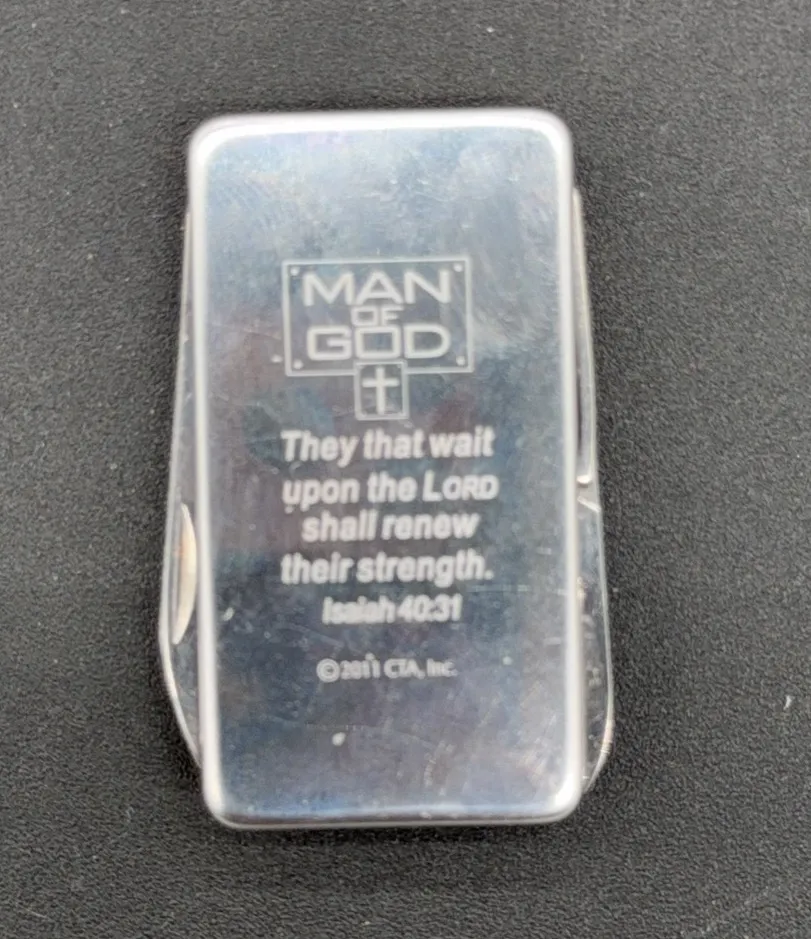 MAN
OF
GOD
They that wait
upon the LORD
shall renew
their strength.
Isaiah 40:31
©2011 CTA, Inc.